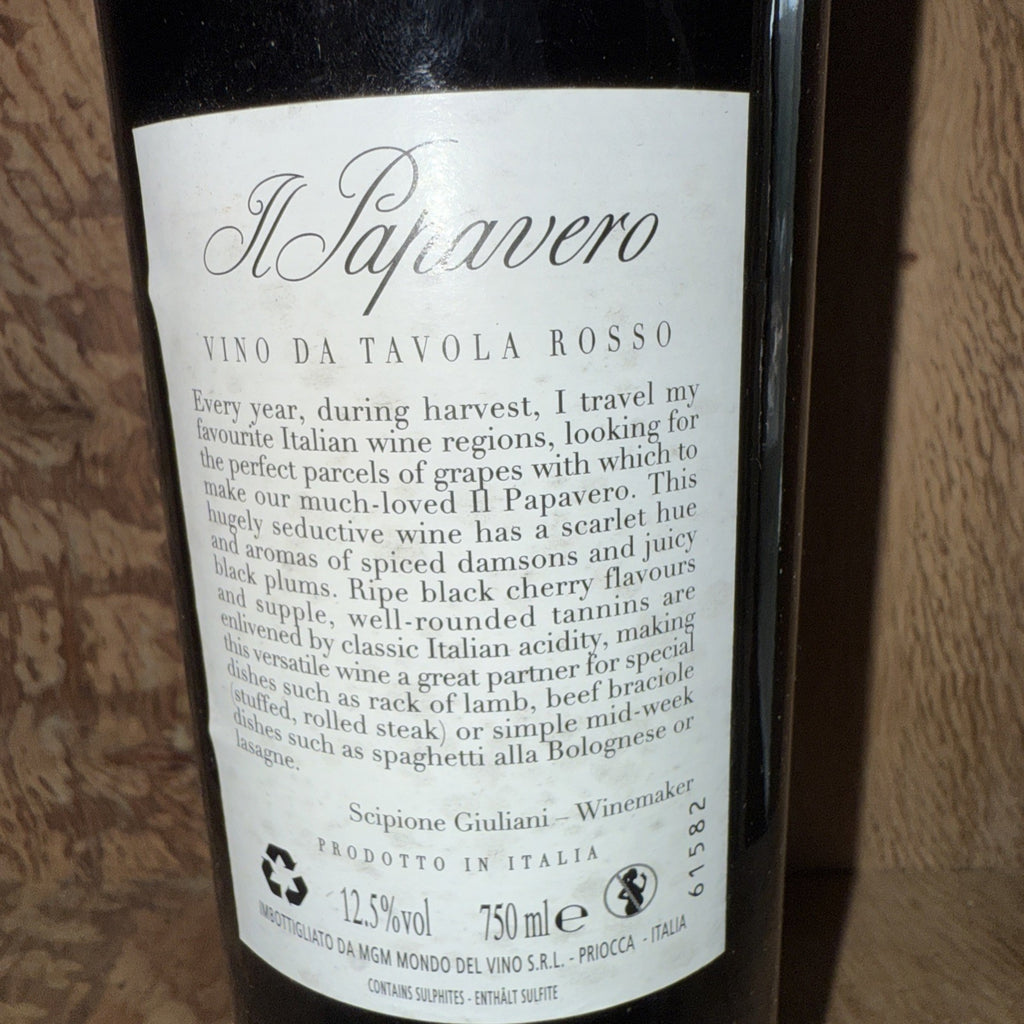 Il Papavero
VINO DA TAVOLA ROSSO
Every year, during harvest, I travel my
favourite Italian wine regions, looking for
the perfect parcels of grapes with which to
make our much-loved Il Papavero. This
hugely seductive wine has a scarlet hue
and aromas of spiced damsons and juicy
black plums. Ripe black cherry flavours
and supple, well-rounded tannins are
enlivened by classic Italian acidity, making
this versatile wine a great partner for special
dishes such as rack of lamb, beef braciole
(stuffed, rolled steak) or simple mid-week
dishes such as spaghetti alla Bolognese or
lasagne.
Scipione Giuliani – Winemaker
PRODOTTO IN ITALIA
61582
12.5%vol 750 ml e
IMBOTTIGLIATO DA MGM MONDO DEL VINO S.R.L. - PRIOCCA - ITALIA
CONTAINS SULPHITES - ENTHÄLT SULFITE